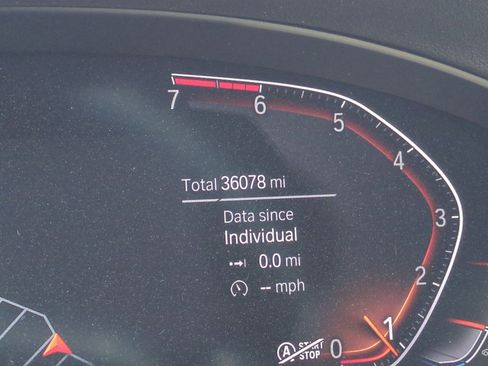 7 6 5 4 3 2 1 0
Total 36078 mi
Data since
Individual
0.0 mi
-- mph
A START
STOP